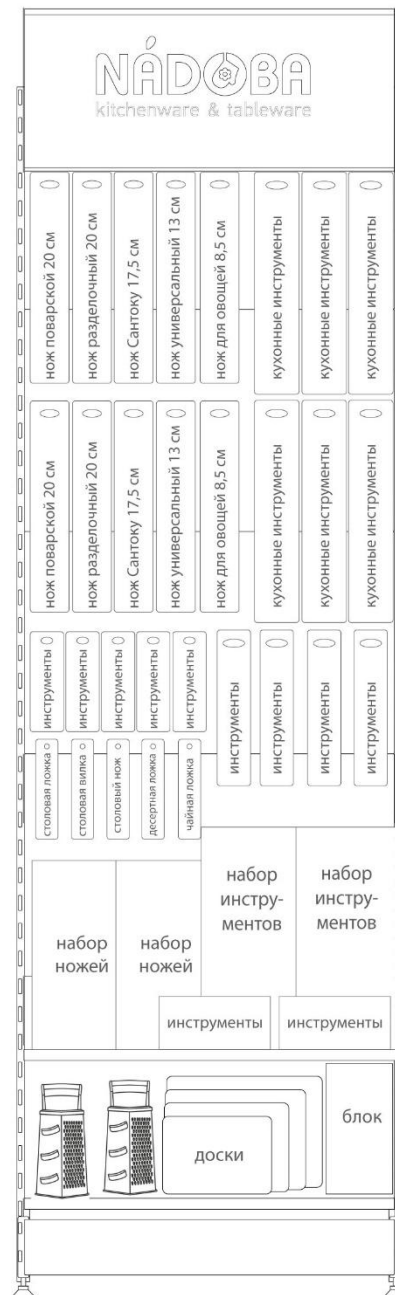 NÁDOBA
kitchenware & tableware
нож поварской 20 см
нож разделочный 20 см
нож Сантоку 17,5 см
нож универсальный 13 см
нож для овощей 8,5 см
кухонные инструменты
кухонные инструменты
кухонные инструменты
нож поварской 20 см
нож разделочный 20 см
нож Сантоку 17,5 см
нож универсальный 13 см
нож для овощей 8,5 см
кухонные инструменты
кухонные инструменты
кухонные инструменты
инструменты
инструменты
инструменты
инструменты
инструменты
инструменты
инструменты
инструменты
инструменты
столовая ложка
столовая вилка
столовый нож
десертная ложка
чайная ложка
набор
ножей
набор
ножей
набор
инстру-
ментов
набор
инстру-
ментов
инструменты
инструменты
доски
блок